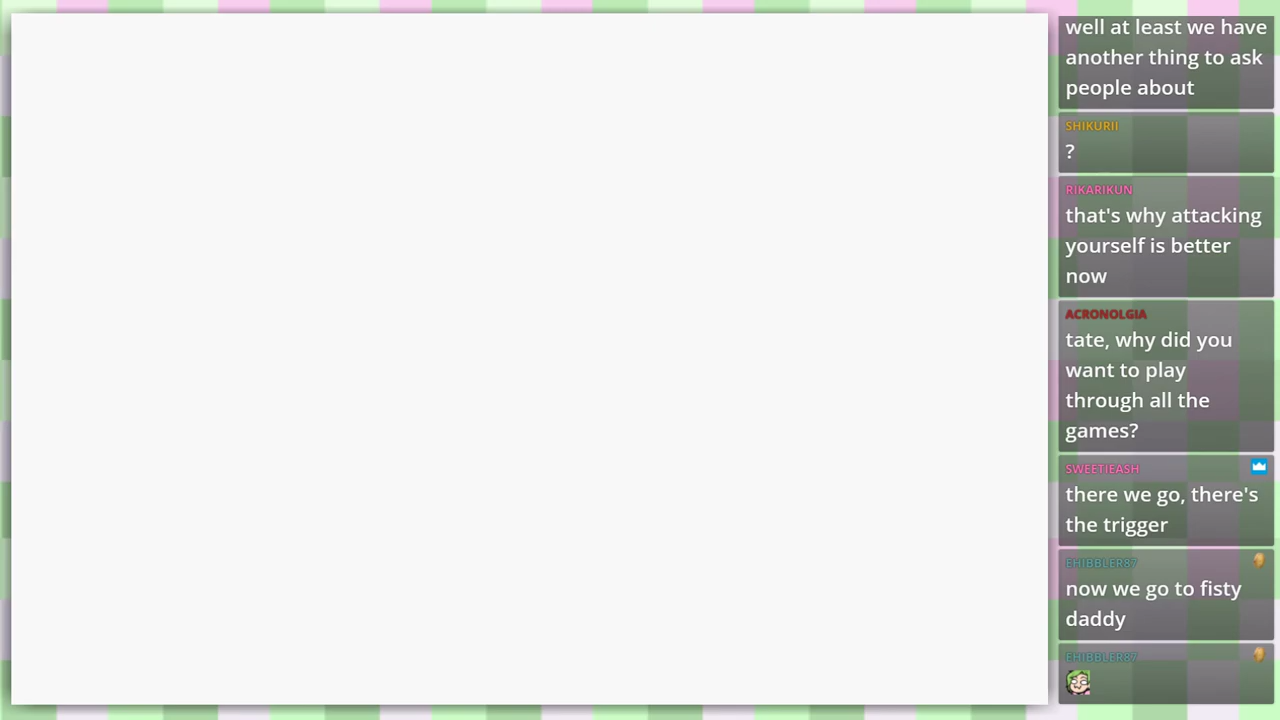 well at least we have
another thing to ask
people about
SHIKURII
?
RIKARIKUN
that's why attacking
yourself is better
now
ACRONOLGIA
tate, why did you
want to play
through all the
games?
SWEETIEASH
there we go, there's
the trigger
EHIBBLER87
now we go to fisty
daddy
EHIBBLER87